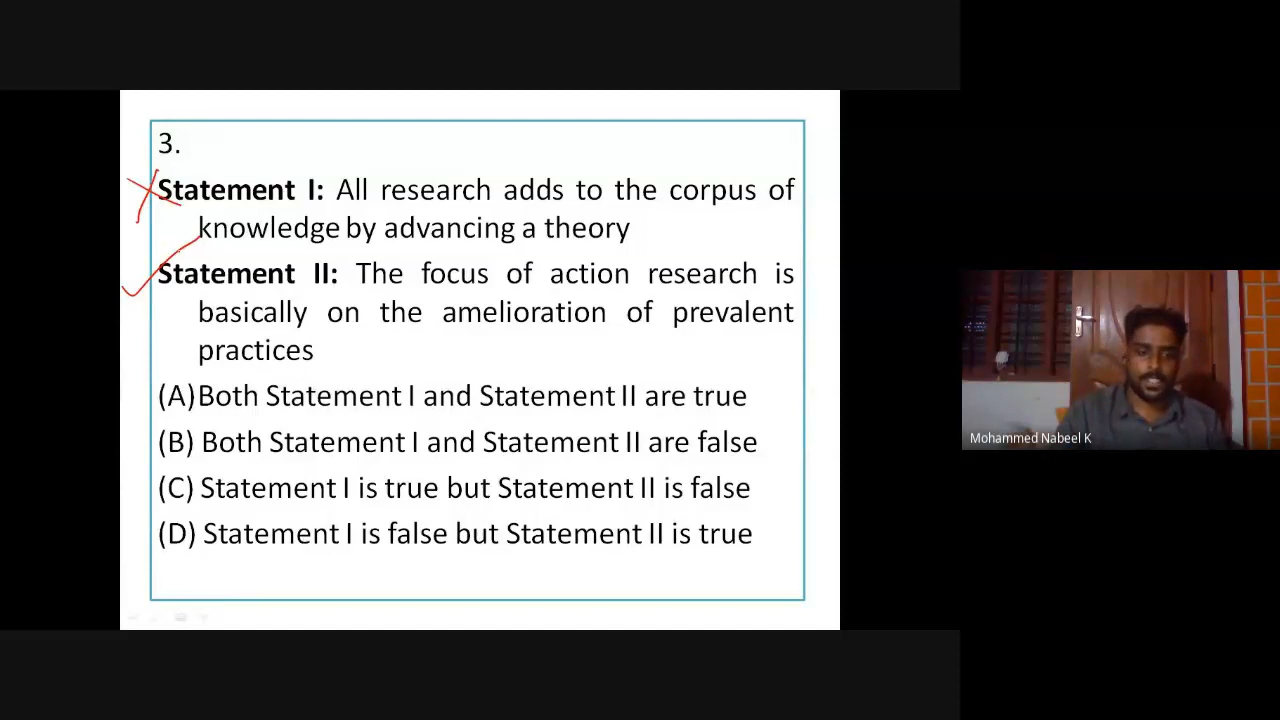 3.
Statement I: All research adds to the corpus of
knowledge by advancing a theory
Statement II: The focus of action research is
basically on the amelioration of prevalent
practices
(A)Both Statement I and Statement II are true
(B) Both Statement I and Statement II are false
(C) Statement I is true but Statement II is false
(D) Statement I is false but Statement II is true
Mohammed Nabeel K